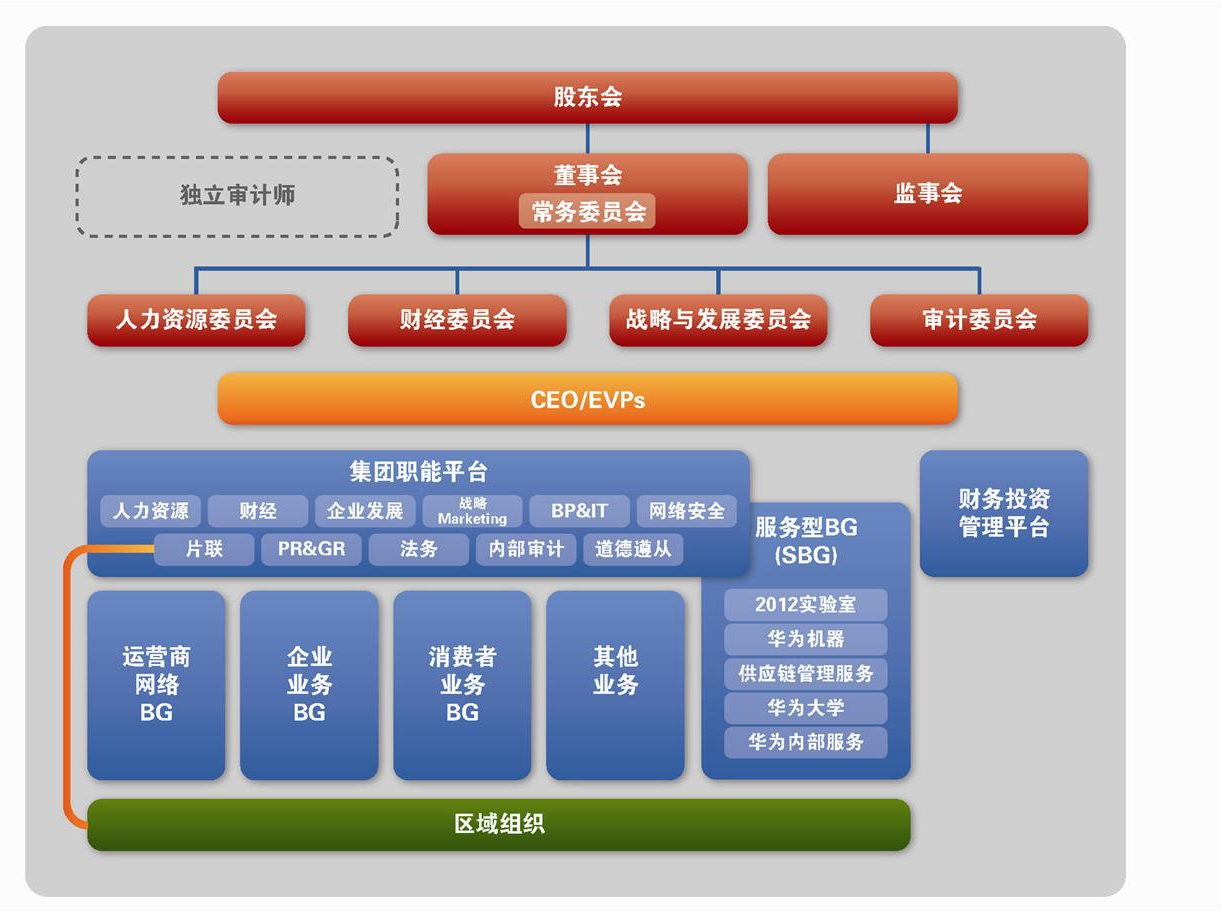 股东会
独立审计师
董事会
常务委员会
监事会
人力资源委员会
财经委员会
战略与发展委员会
审计委员会
CEO/EVPs
集团职能平台
人力资源
财经
企业发展
战略
Marketing
BP&IT
网络安全
片联
PR&GR
法务
内部审计
道德遵从
服务型BG
(SBG)
2012实验室
华为机器
供应链管理服务
华为大学
华为内部服务
财务投资
管理平台
运营商
网络
BG
企业
业务
BG
消费者
业务
BG
其他
业务
区域组织